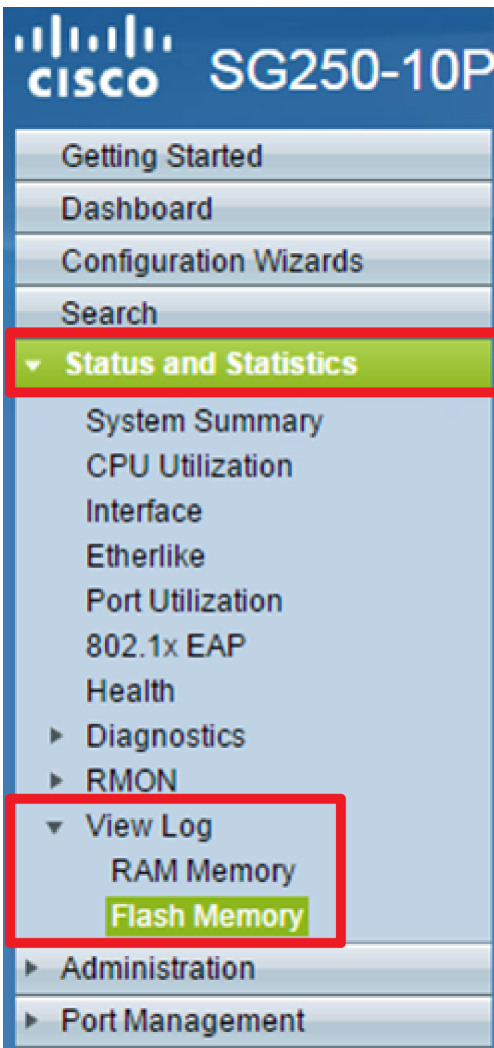 CISCO SG250-10P
Getting Started
Dashboard
Configuration Wizards
Search
Status and Statistics
System Summary
CPU Utilization
Interface
Etherlike
Port Utilization
802.1x EAP
Health
Diagnostics
RMON
View Log
RAM Memory
Flash Memory
Administration
Port Management